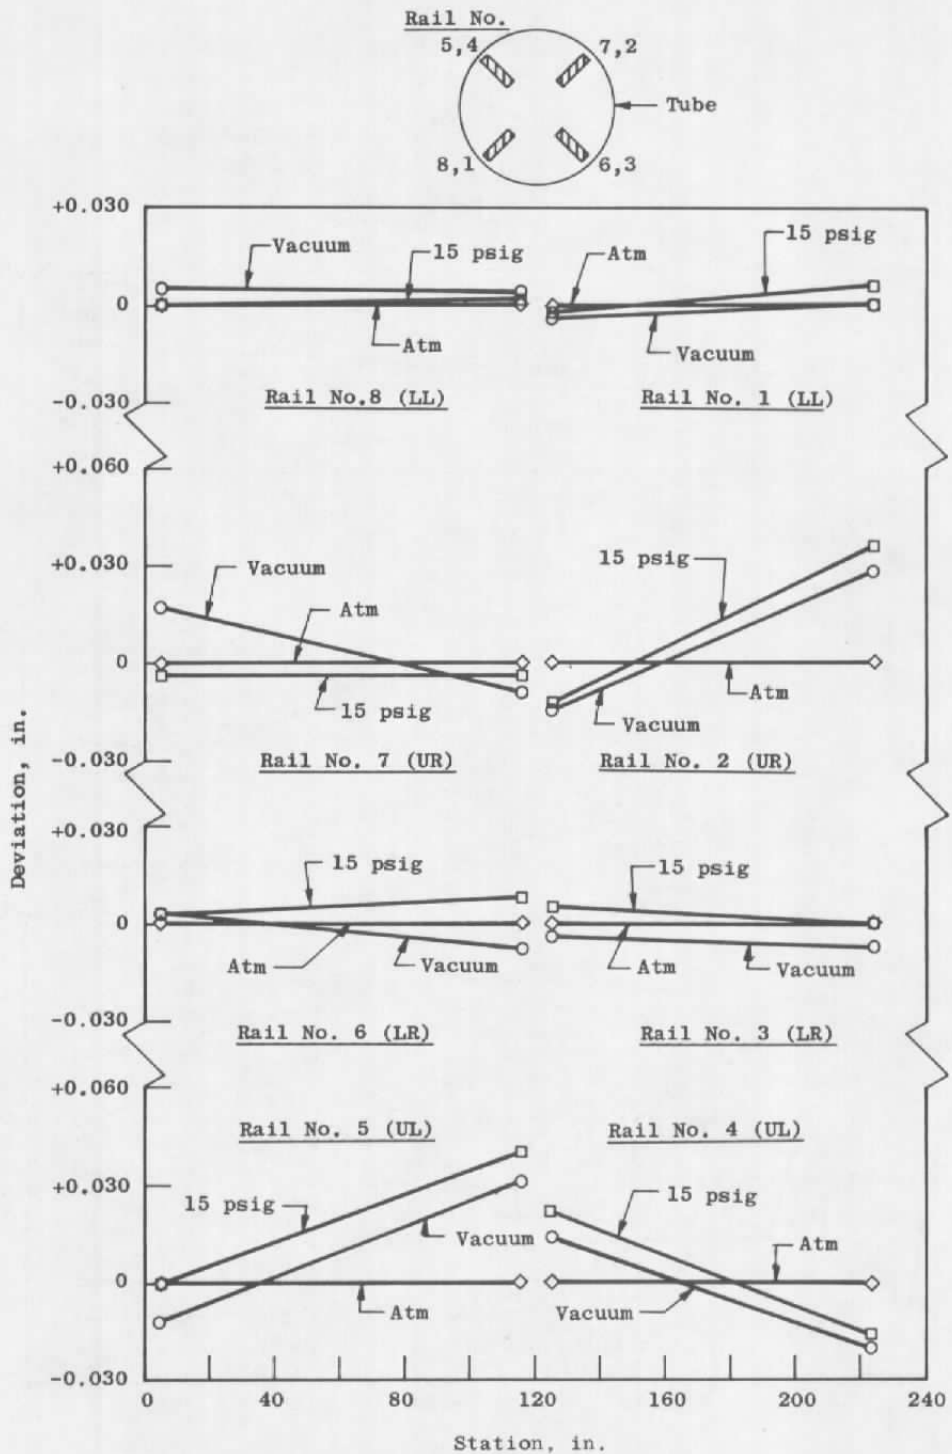 Rail No.
5,4
7,2
Tube
8,1
6,3
+0.030
Vacuum
15 psig
Atm
15 psig
0
Atm
Vacuum
-0.030
Rail No.8 (LL)
Rail No. 1 (LL)
+0.060
+0.030
Vacuum
15 psig
Atm
0
15 psig
Atm
Vacuum
-0.030
Rail No. 7 (UR)
Rail No. 2 (UR)
Deviation, in.
+0.030
15 psig
15 psig
0
Atm
Vacuum
Atm
Vacuum
-0.030
Rail No. 6 (LR)
Rail No. 3 (LR)
+0.060
Rail No. 5 (UL)
Rail No. 4 (UL)
+0.030
15 psig
15 psig
Vacuum
Atm
0
Atm
Vacuum
-0.030
0
40
80
120
160
200
240
Station, in.